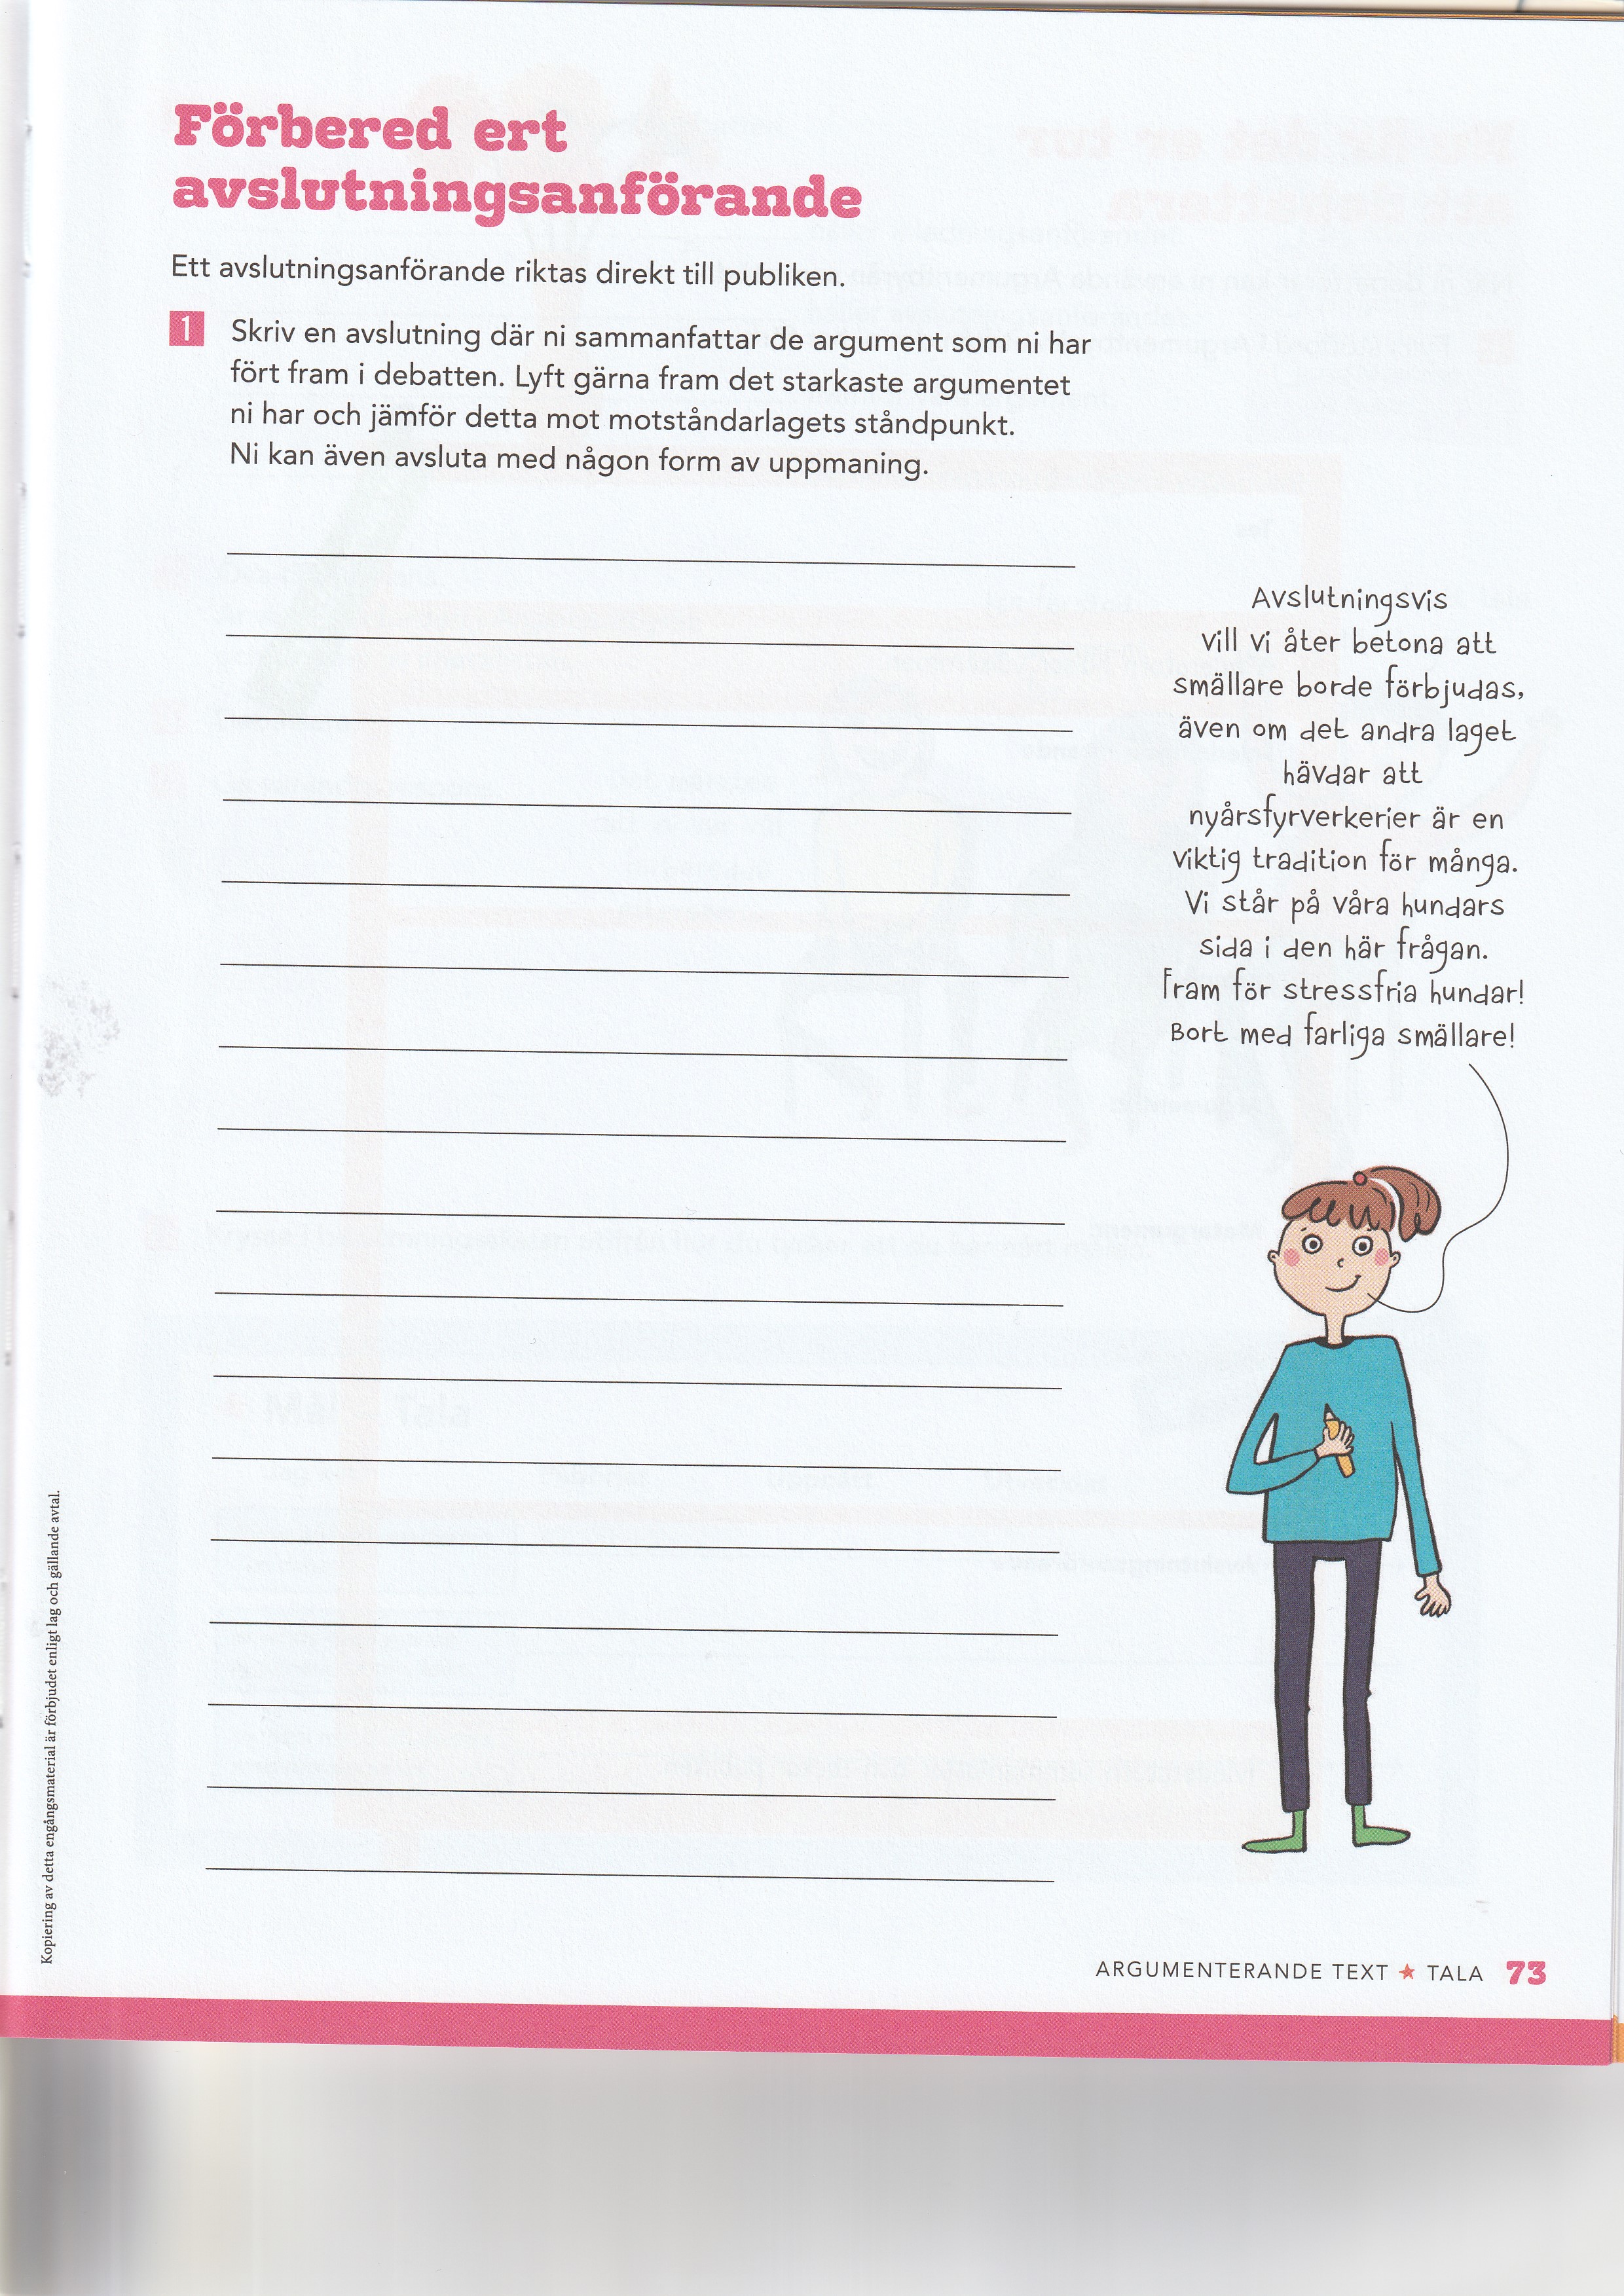 Förbered ert
avslutningsanförande
Ett avslutningsanförande riktas direkt till publiken.
1 Skriv en avslutning där ni sammanfattar de argument som ni har
fört fram i debatten. Lyft gärna fram det starkaste argumentet
ni har och jämför detta mot motståndarlagets ståndpunkt.
Ni kan även avsluta med någon form av uppmaning.
Avslutningsvis
vill vi åter betona att
smällare borde förbjudas,
även om det andra laget
hävdar att
nyårsfyrverkerier är en
viktig tradition för många.
Vi står på våra hundars
sida i den här frågan.
Fram för stressfria hundar!
Bort med farliga smällare!
Kopiering av detta engångsmaterial är förbjudet enligt lag och gällande avtal.
ARGUMENTERANDE TEXT ★ TALA 73